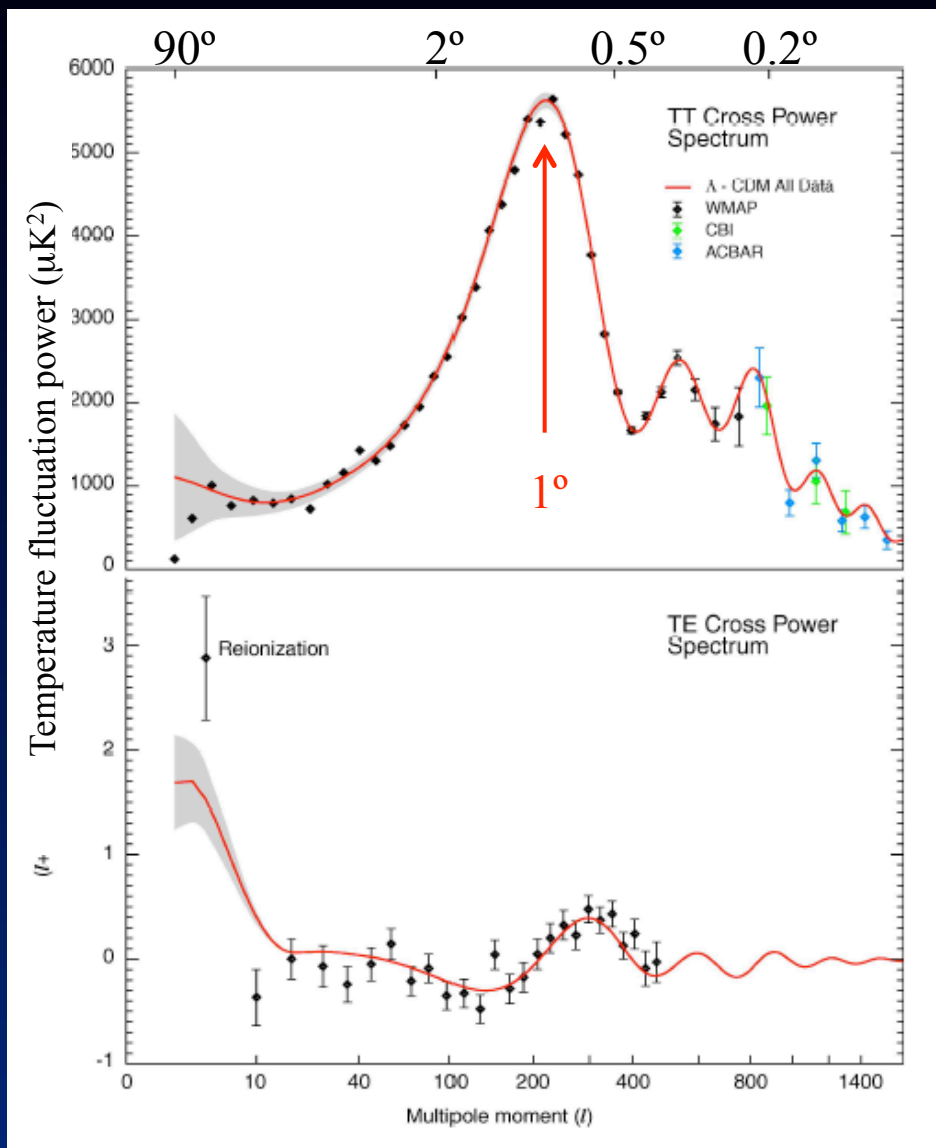 90º 2º 0.5º 0.2º
6000
5000
4000
3000
2000
1000
0
Temperature fluctuation power (µK²)
TT Cross Power
Spectrum
Λ - CDM All Data
WMAP
CBI
ACBAR
1º
3
2
1
0
-1
(l+
Reionization
TE Cross Power
Spectrum
0 10 40 100 200 400 800 1400
Multipole moment (l)